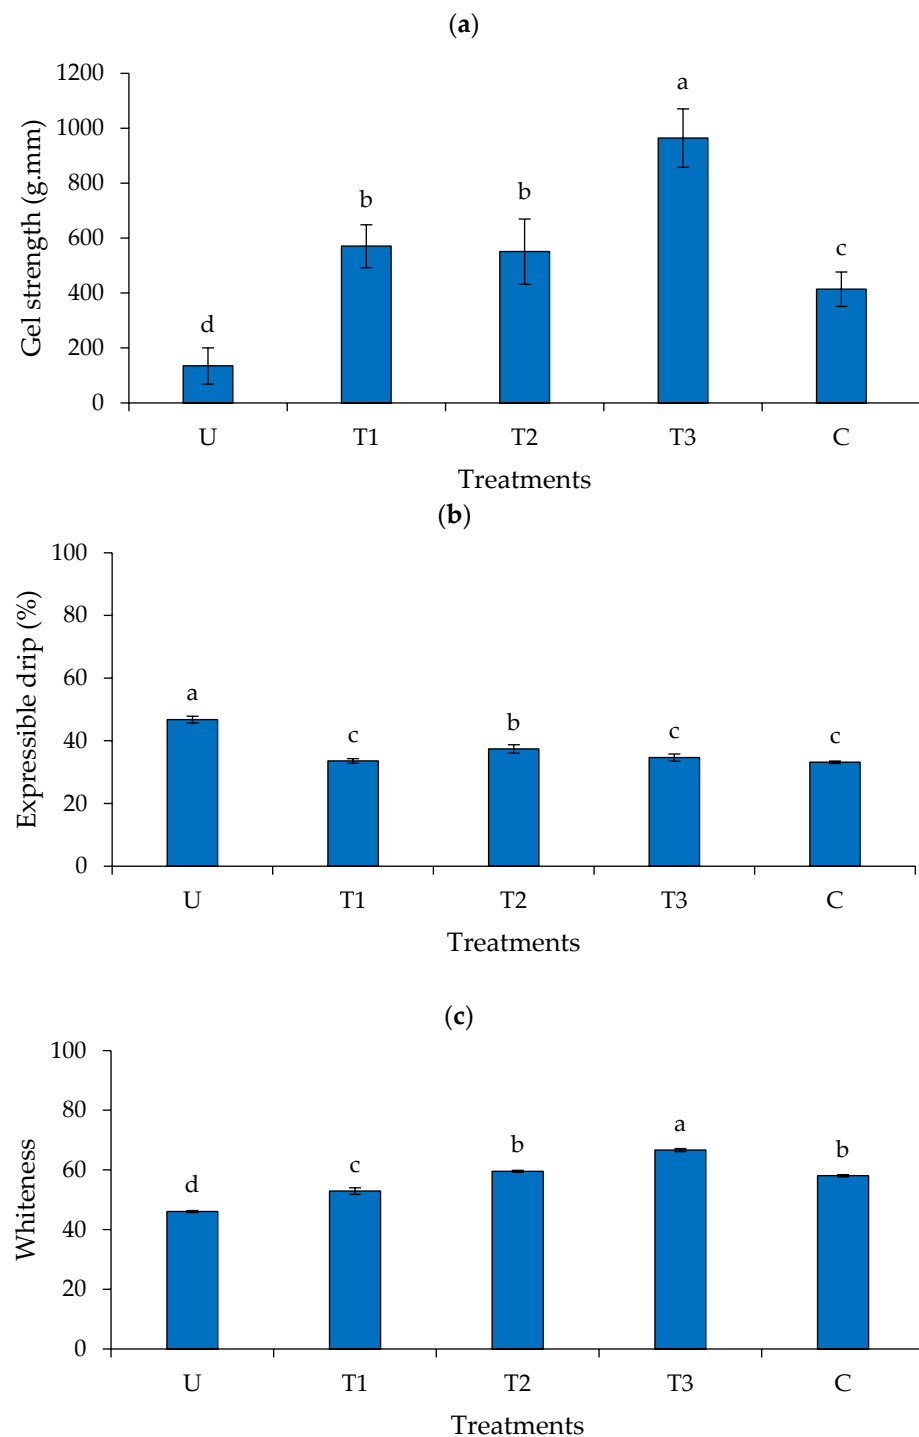 (a)
Gel strength (g.mm)
1200
1000
800
600
400
200
0
d
b
b
a
c
U T1 T2 T3 C
Treatments
(b)
Expressible drip (%)
100
80
60
40
20
0
a
c
b
c
c
U T1 T2 T3 C
Treatments
(c)
Whiteness
100
80
60
40
20
0
d
c
b
a
b
U T1 T2 T3 C
Treatments